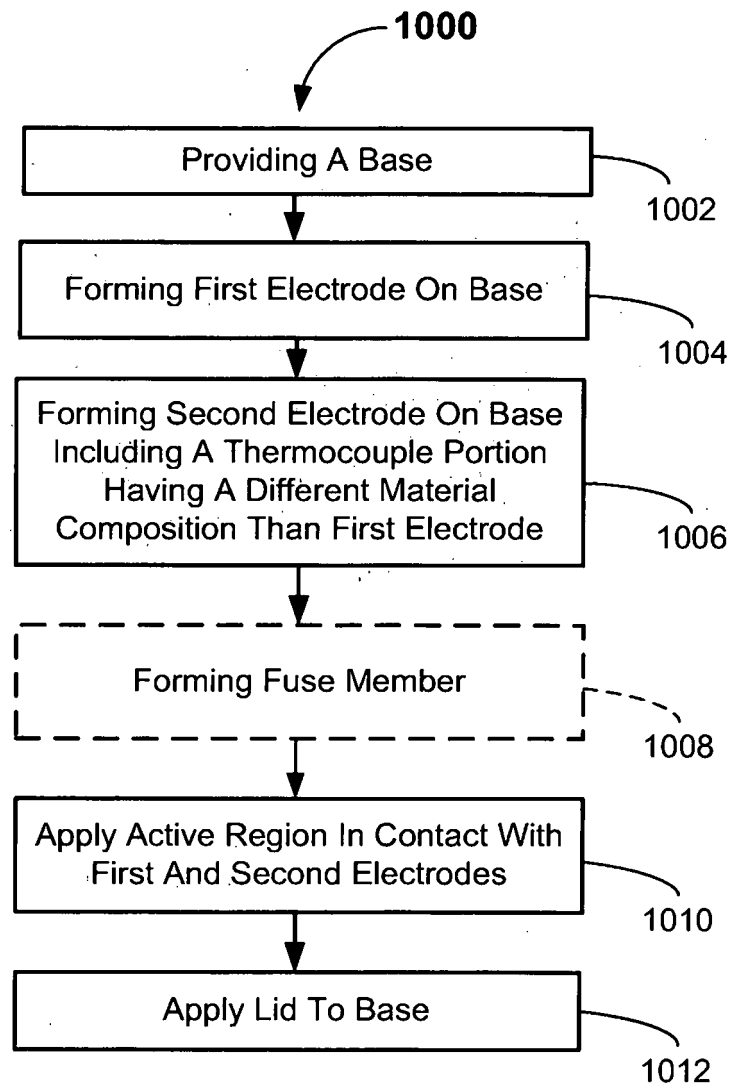 1000
Providing A Base
1002
Forming First Electrode On Base
1004
Forming Second Electrode On Base
Including A Thermocouple Portion
Having A Different Material
Composition Than First Electrode
1006
Forming Fuse Member
1008
Apply Active Region In Contact With
First And Second Electrodes
1010
Apply Lid To Base
1012